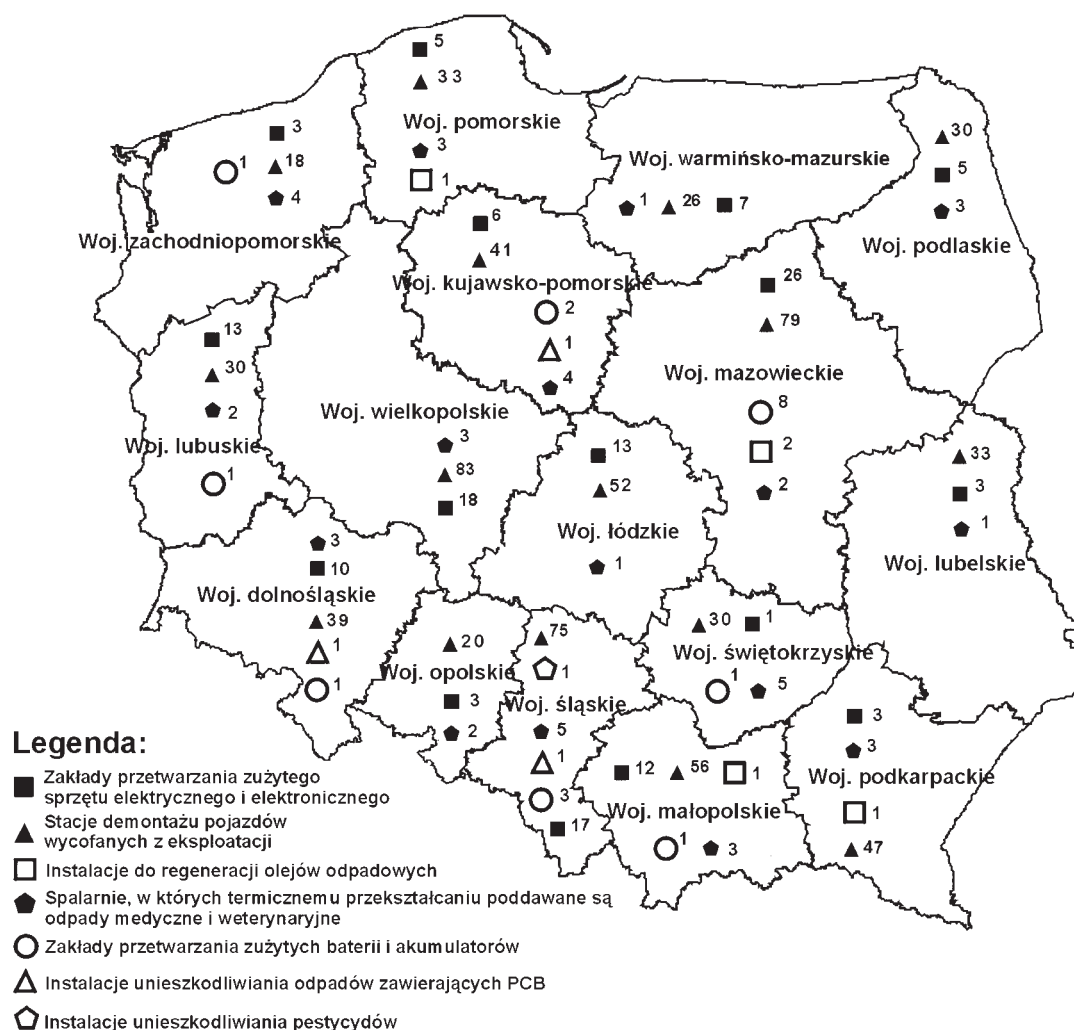 5
33
Woj. pomorskie
3
1
3
1
18
4
Woj. zachodniopomorskie
Woj. warmińsko-mazurskie
1
26
7
30
5
3
Woj. podlaskie
6
41
Woj. kujawsko-pomorskie
2
1
4
26
79
Woj. mazowieckie
8
2
2
13
30
2
Woj. lubuskie
1
Woj. wielkopolskie
3
83
18
13
52
Woj. łódzkie
1
33
3
1
Woj. lubelskie
3
10
Woj. dolnośląskie
39
1
1
20
Woj. opolskie
3
2
75
1
Woj. śląskie
5
1
3
17
30
1
Woj. świętokrzyskie
1
5
12
56
1
Woj. małopolskie
1
3
3
3
Woj. podkarpackie
1
47
Legenda:
Zakłady przetwarzania zużytego
sprzętu elektrycznego i elektronicznego
Stacje demontażu pojazdów
wycofanych z eksploatacji
Instalacje do regeneracji olejów odpadowych
Spalarnie, w których termicznemu przekształcaniu poddawane są
odpady medyczne i weterynaryjne
Zakłady przetwarzania zużytych baterii i akumulatorów
Instalacje unieszkodliwiania odpadów zawierających PCB
Instalacje unieszkodliwiania pestycydów